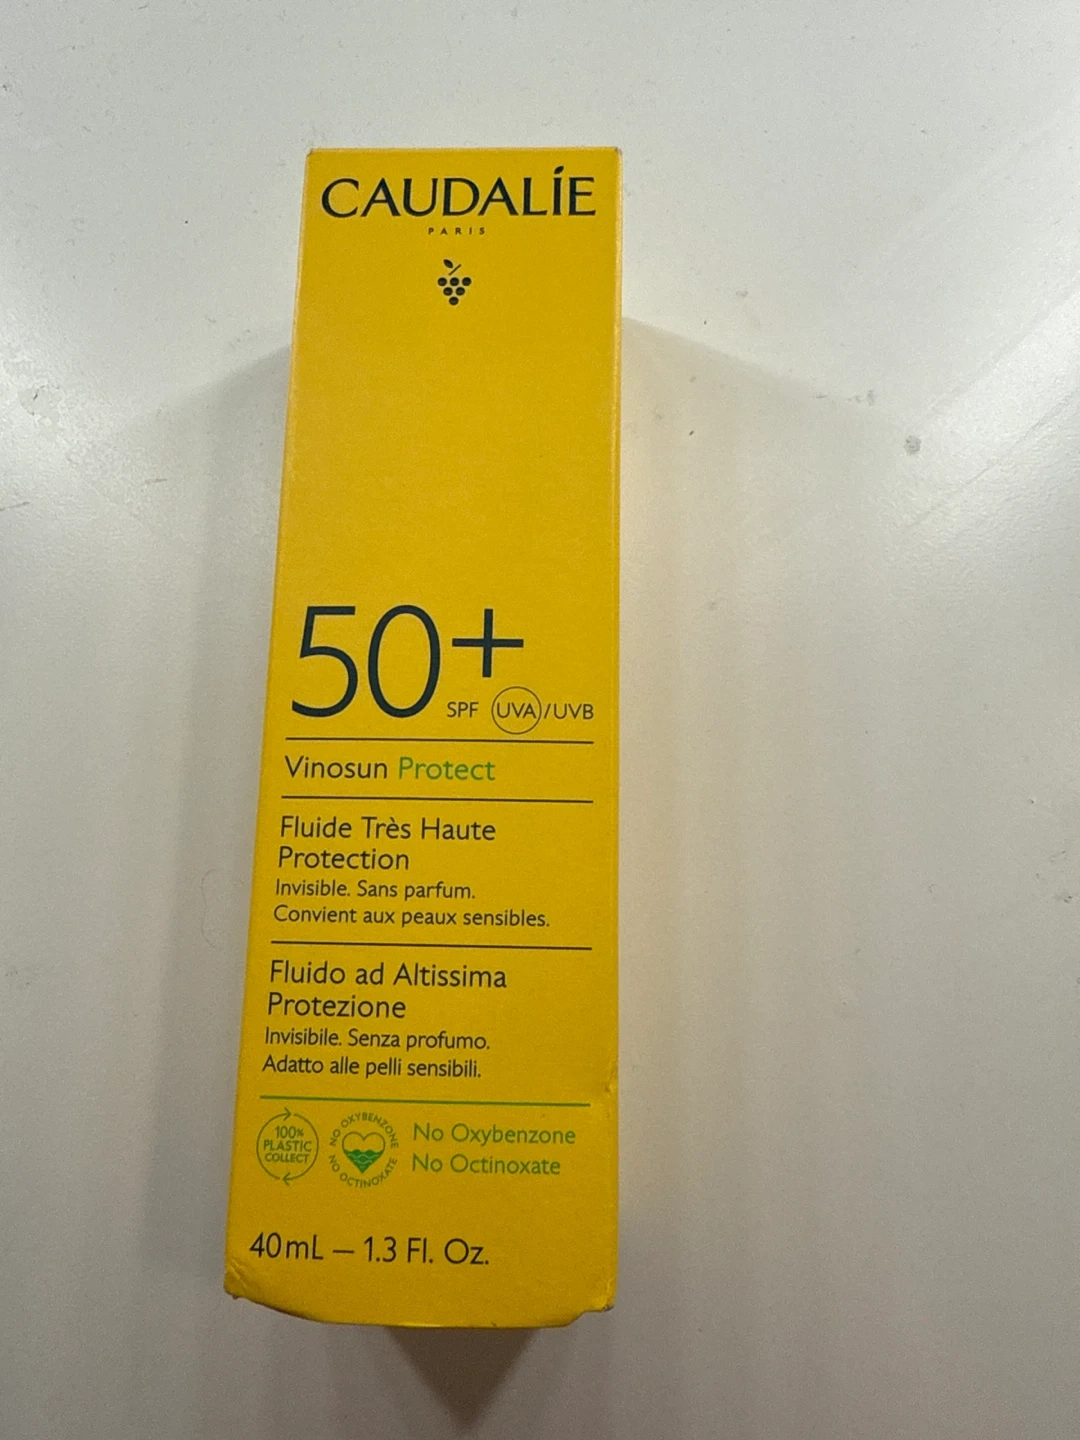 CAUDALÍE
PARIS
50+
SPF UVA/UVB
Vinosun Protect
Fluide Très Haute
Protection
Invisible. Sans parfum.
Convient aux peaux sensibles.
Fluido ad Altissima
Protezione
Invisibile. Senza profumo.
Adatto alle pelli sensibili.
100%
PLASTIC
COLLECT
NO OXYBENZONE
NO OCTINOXATE
No Oxybenzone
No Octinoxate
40mL – 1.3 Fl. Oz.